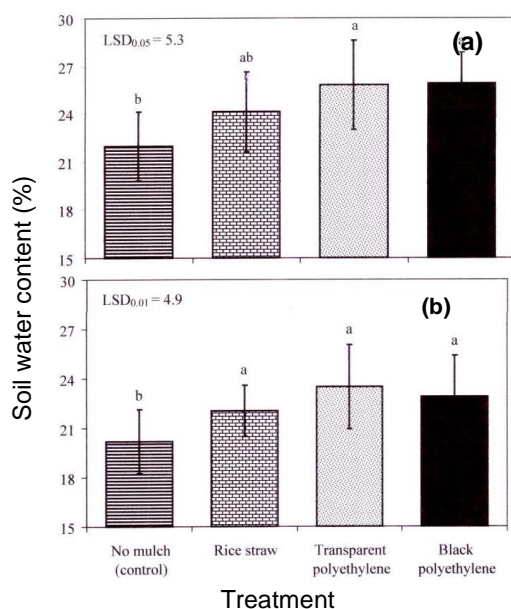 Soil water content (%)
30
27
24
21
18
15
LSD0.05 = 5.3
(a)
b
ab
a
30
27
24
21
18
15
LSD0.01 = 4.9
(b)
b
a
a
a
No mulch
(control)
Rice straw
Transparent
polyethylene
Black
polyethylene
Treatment